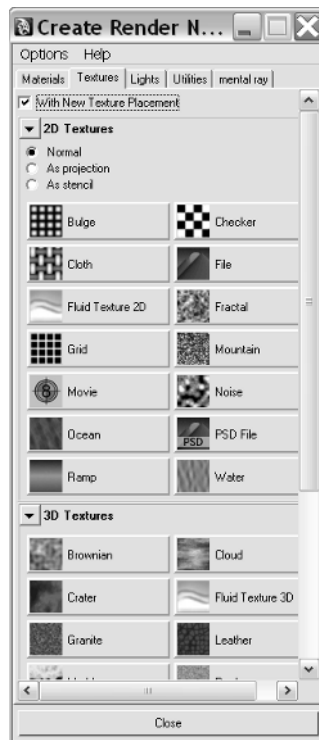 Create Render N...
Options Help
Materials Textures Lights Utilities mental ray
With New Texture Placement
2D Textures
Normal
As projection
As stencil
Bulge Checker
Cloth File
Fluid Texture 2D Fractal
Grid Mountain
8 Movie Noise
Ocean PSD PSD File
Ramp Water
3D Textures
Brownian Cloud
Crater Fluid Texture 3D
Granite Leather
Close